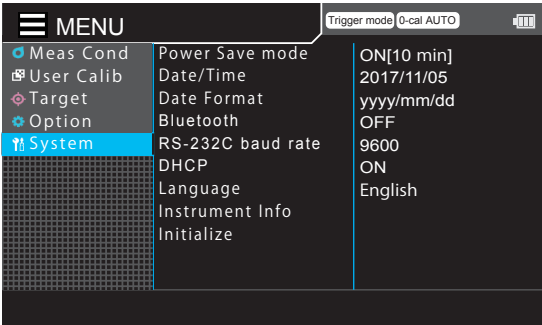 MENU
Trigger mode 0-cal AUTO
Meas Cond
User Calib
Target
Option
System
Power Save mode ON[10 min]
Date/Time 2017/11/05
Date Format yyyy/mm/dd
Bluetooth OFF
RS-232C baud rate 9600
DHCP ON
Language English
Instrument Info
Initialize